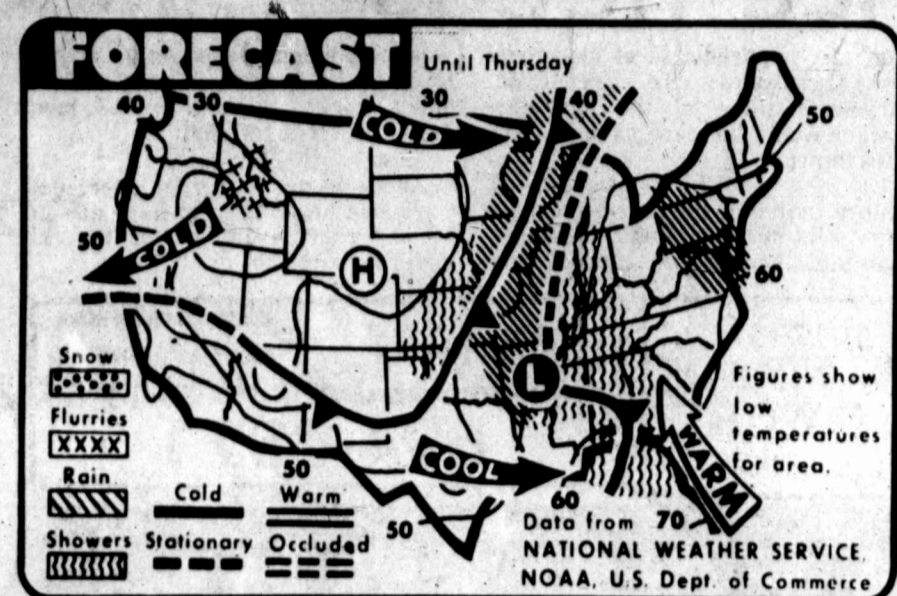 FORECAST
Until Thursday
40 30 30 40
50
COLD
50
COLD
H
60
Snow
Flurries
XXXX
Rain
Showers
Cold
Warm
Stationary
Occluded
L
Figures show
low
temperatures
for area.
WARM
50
COOL
60
50
70
Data from
NATIONAL WEATHER SERVICE,
NOAA, U.S. Dept. of Commerce